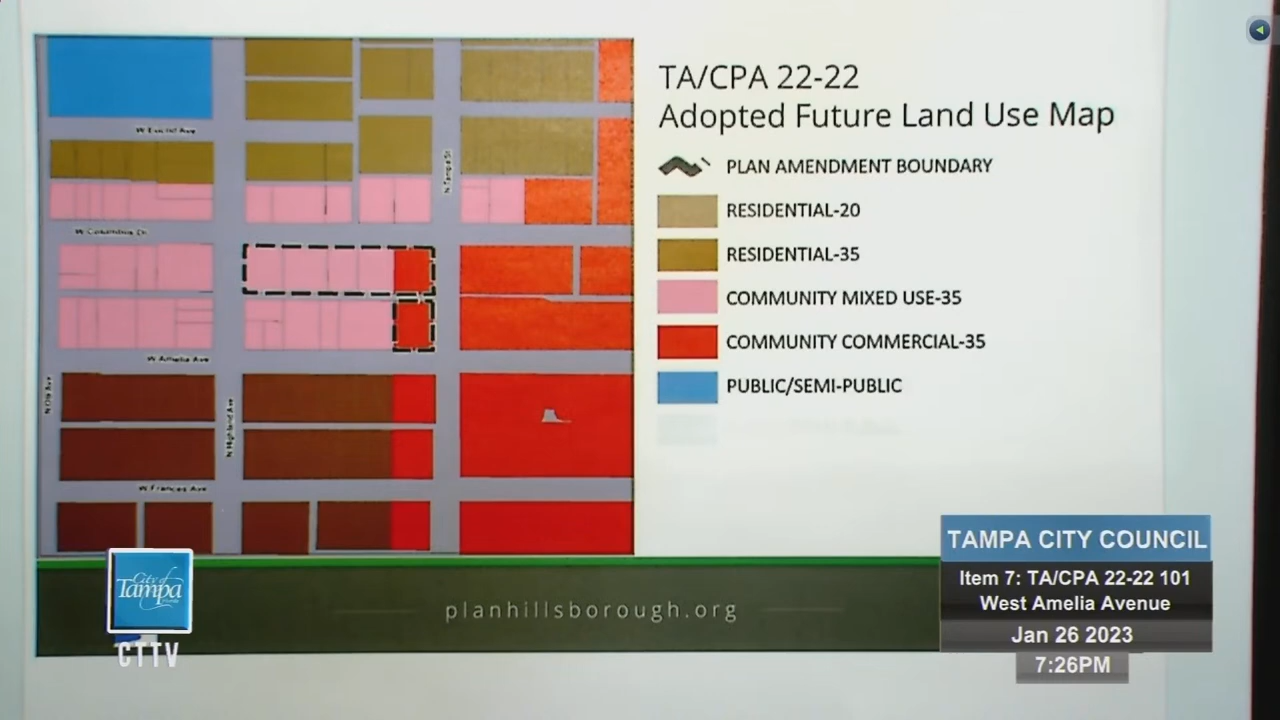 TA/CPA 22-22
Adopted Future Land Use Map
PLAN AMENDMENT BOUNDARY
RESIDENTIAL-20
RESIDENTIAL-35
COMMUNITY MIXED USE-35
COMMUNITY COMMERCIAL-35
PUBLIC/SEMI-PUBLIC
W Euclid Ave
N Tampa St
W Columbus Dr
W Amelia Ave
N Ola Ave
N Highland Ave
W Frances Ave
planhillsborough.org
City of
Tampa
CTTV
TAMPA CITY COUNCIL
Item 7: TA/CPA 22-22 101
West Amelia Avenue
Jan 26 2023
7:26PM